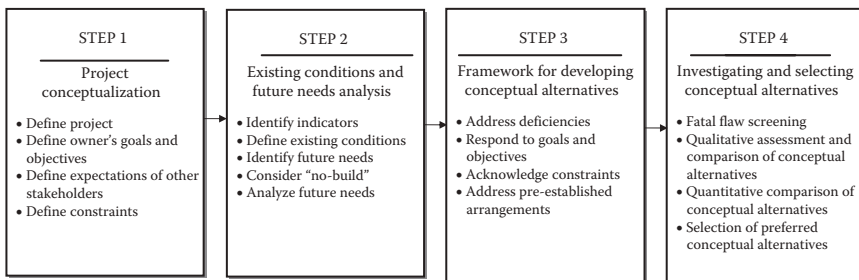 STEP 1
Project
conceptualization
• Define project
• Define owner's goals and
objectives
• Define expectations of other
stakeholders
• Define constraints
STEP 2
Existing conditions and
future needs analysis
• Identify indicators
• Define existing conditions
• Identify future needs
• Consider "no-build"
• Analyze future needs
STEP 3
Framework for developing
conceptual alternatives
• Address deficiencies
• Respond to goals and
objectives
• Acknowledge constraints
• Address pre-established
arrangements
STEP 4
Investigating and selecting
conceptual alternatives
• Fatal flaw screening
• Qualitative assessment and
comparison of conceptual
alternatives
• Quantitative comparison of
conceptual alternatives
• Selection of preferred
conceptual alternatives